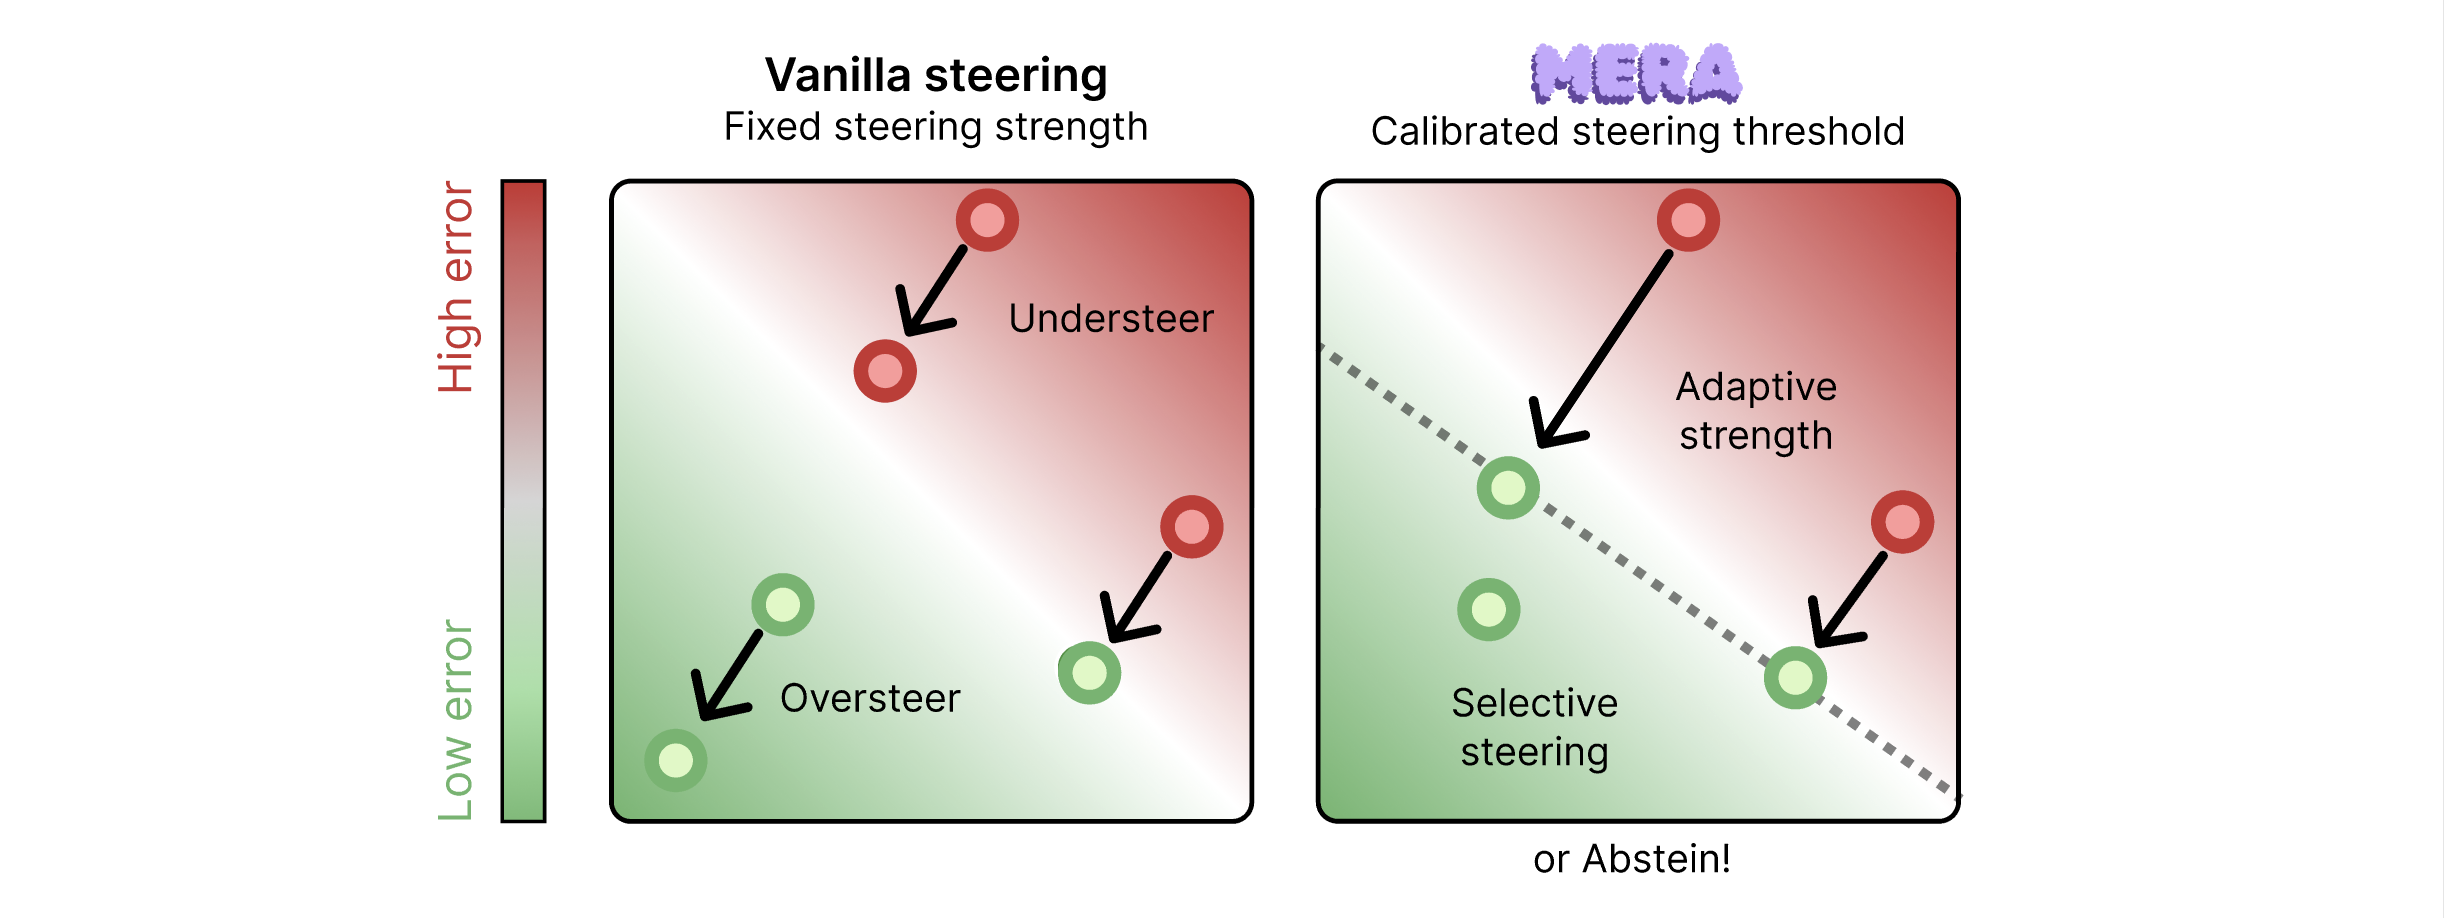 Vanilla steering
Fixed steering strength
MERA
Calibrated steering threshold
High error
Low error
Understeer
Oversteer
Adaptive
strength
Selective
steering
or Abstein!